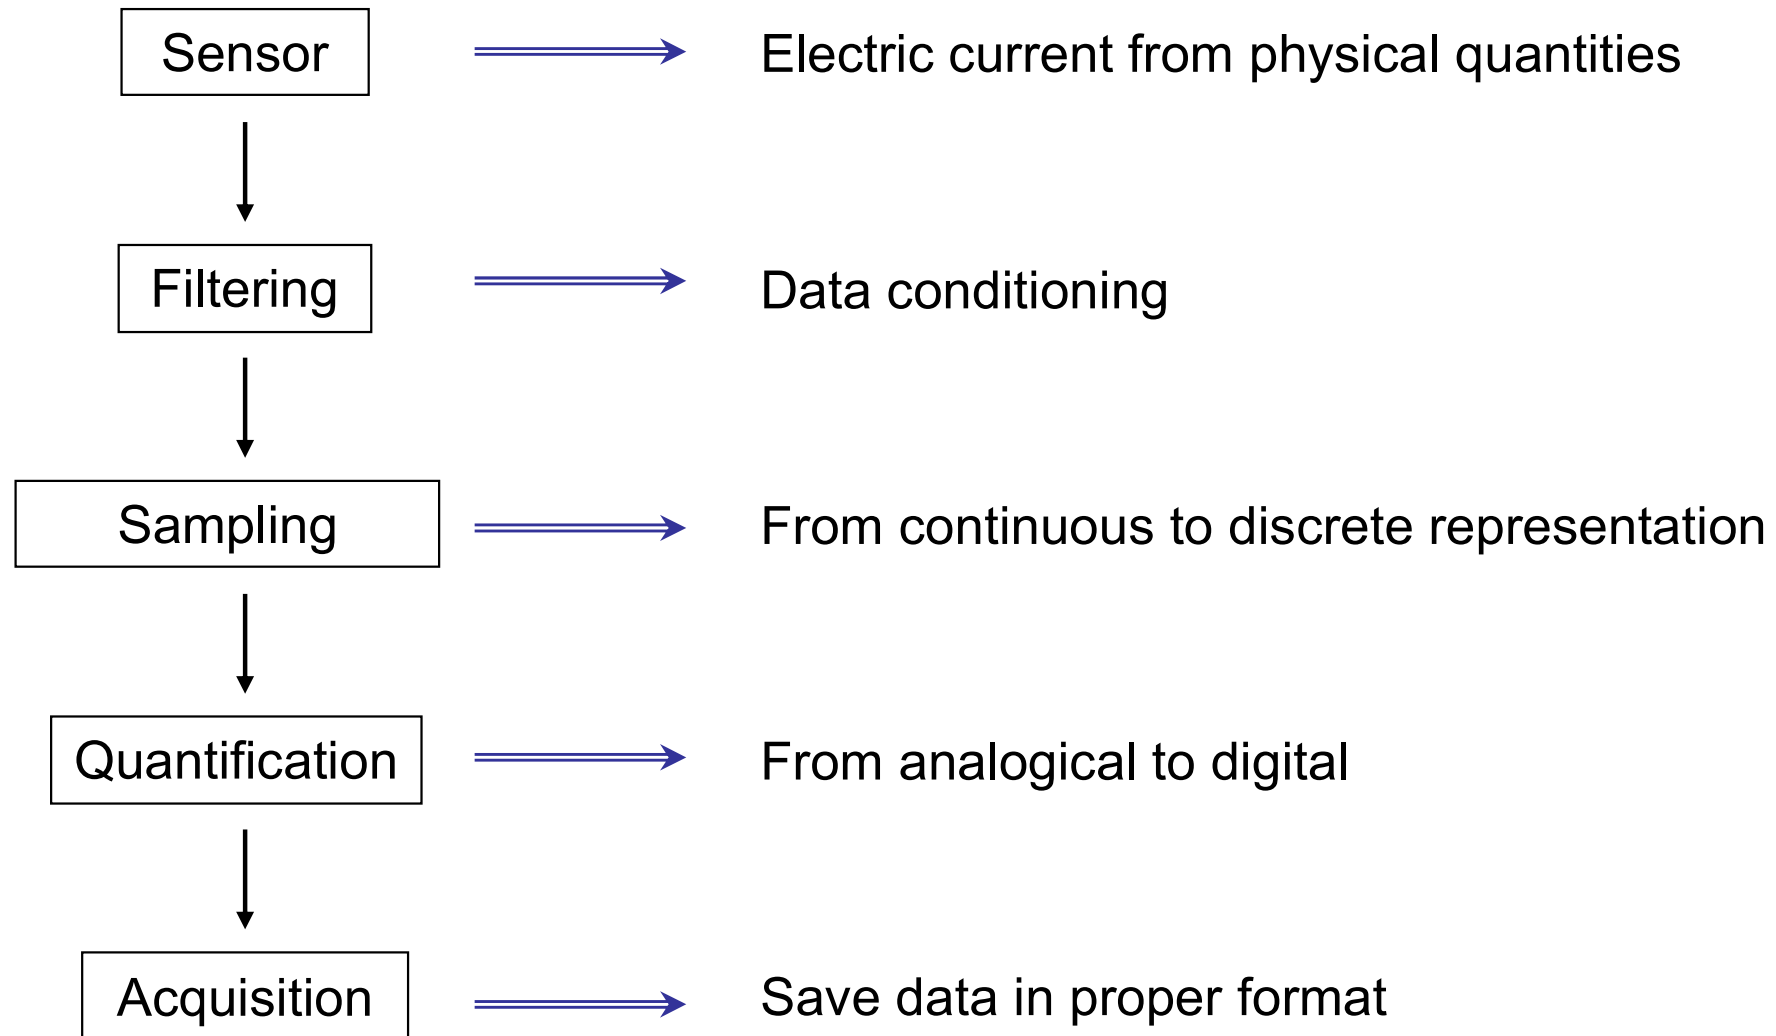 Sensor
Electric current from physical quantities
Filtering
Data conditioning
Sampling
From continuous to discrete representation
Quantification
From analogical to digital
Acquisition
Save data in proper format